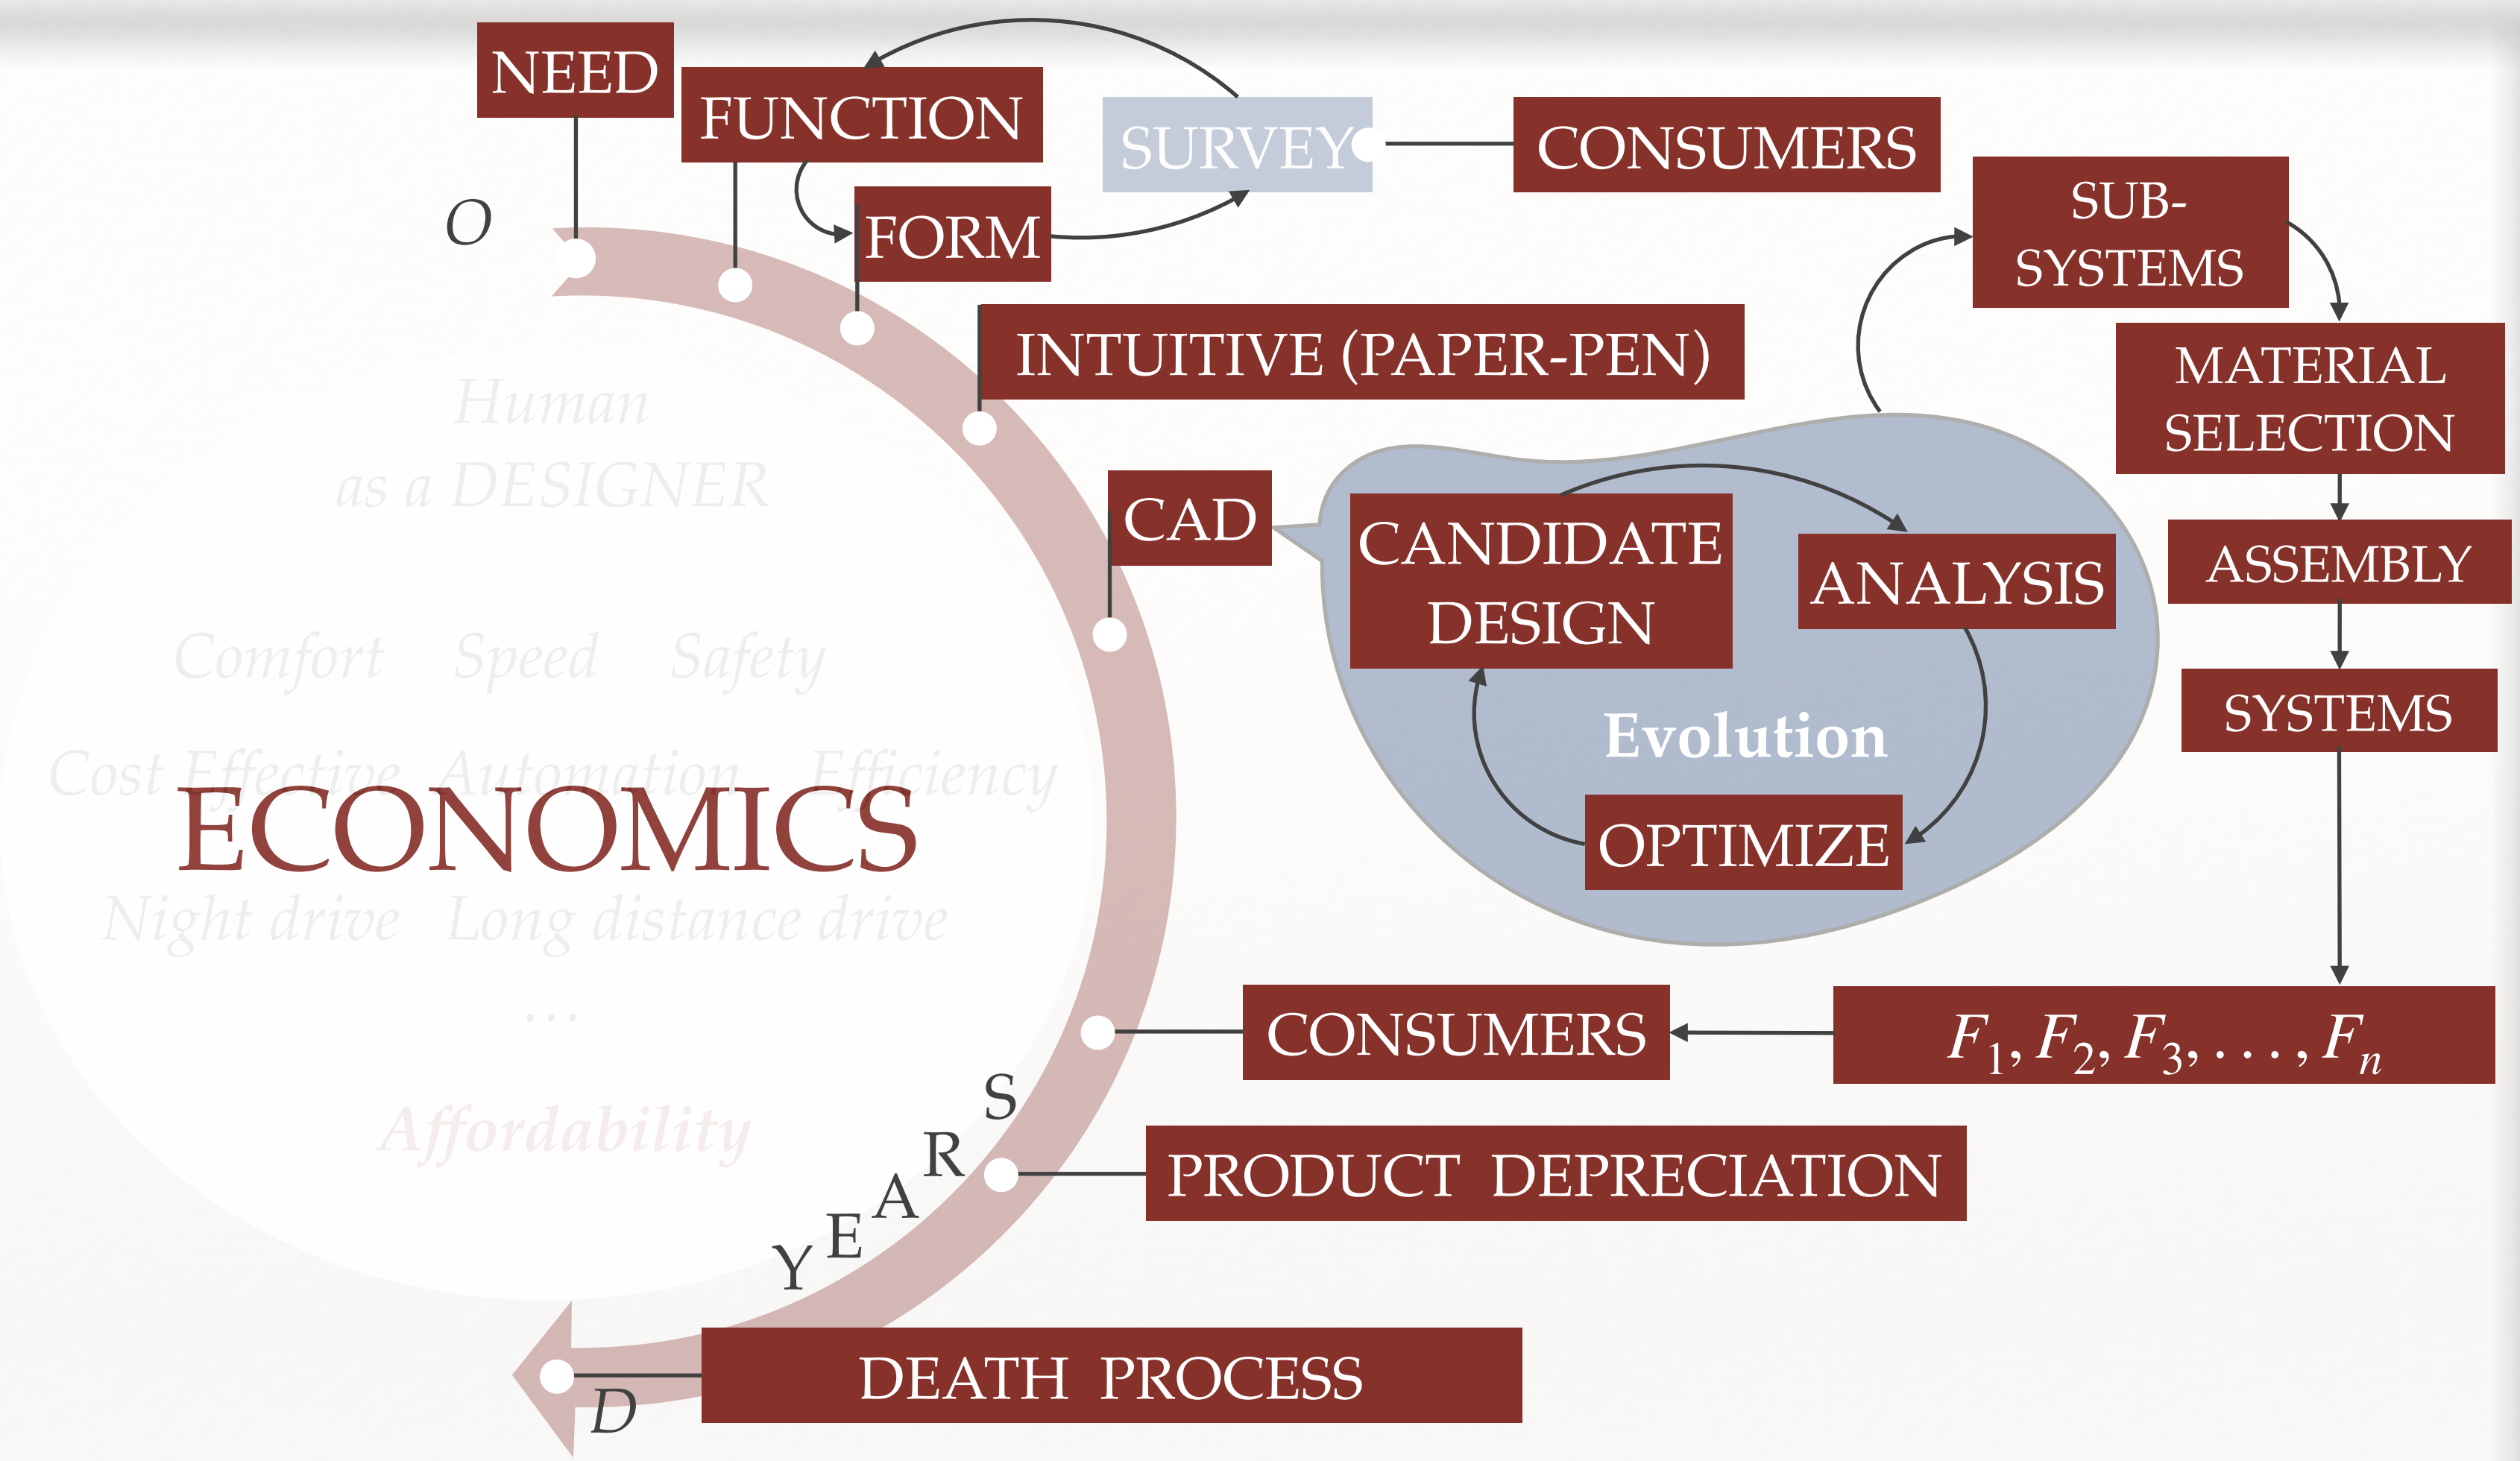 NEED
FUNCTION
SURVEY
CONSUMERS
O
FORM
SUB-
SYSTEMS
INTUITIVE (PAPER-PEN)
MATERIAL
SELECTION
Human
as a DESIGNER
CAD
CANDIDATE
DESIGN
ANALYSIS
ASSEMBLY
Comfort Speed Safety
Evolution
SYSTEMS
Cost Effective Automation Efficiency
ECONOMICS
OPTIMIZE
Night drive Long distance drive
...
CONSUMERS
F1, F2, F3, . . . , Fn
Affordability
YEARS
PRODUCT DEPRECIATION
DEATH PROCESS
D